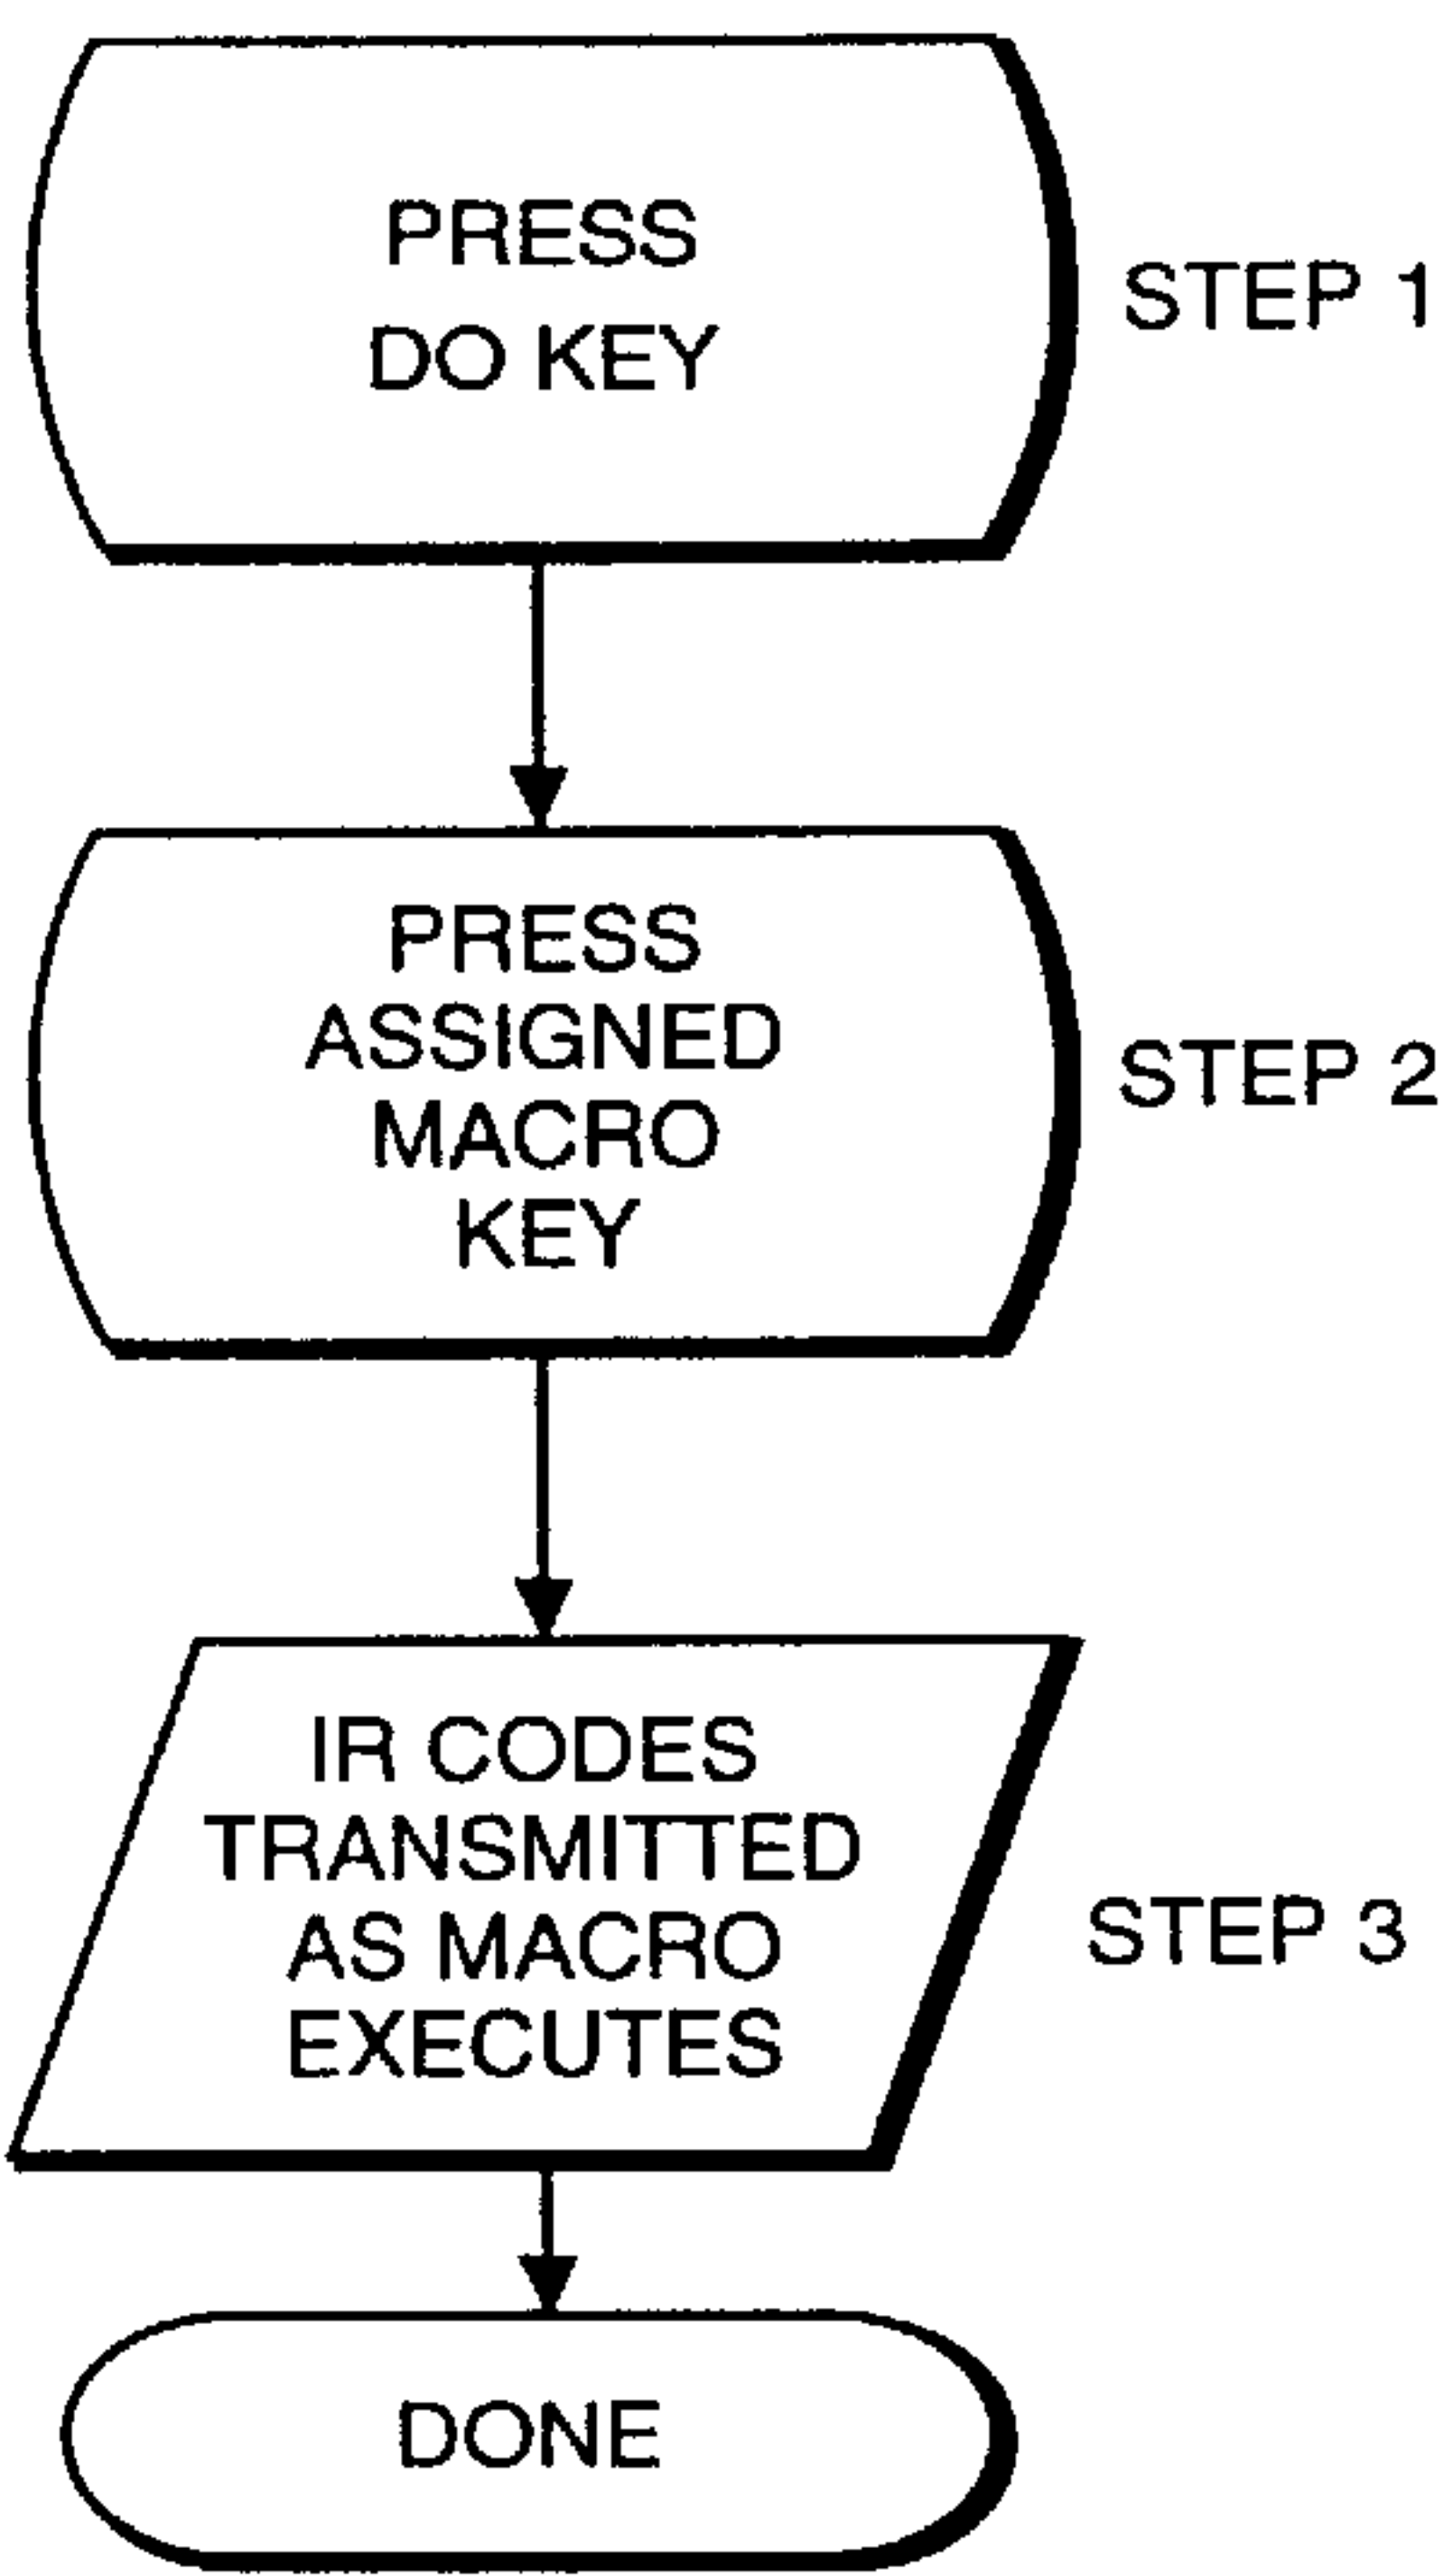 PRESS
DO KEY
STEP 1
PRESS
ASSIGNED
MACRO
KEY
STEP 2
IR CODES
TRANSMITTED
AS MACRO
EXECUTES
STEP 3
DONE